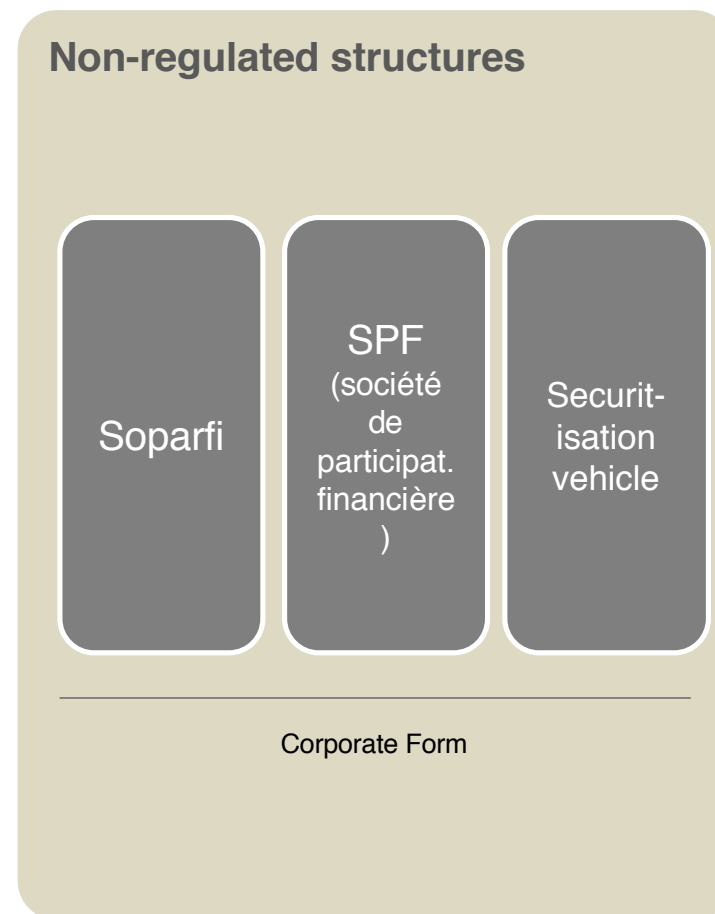 Non-regulated structures
Soparfi
SPF
(société
de
participat.
financière
)
Securit-
isation
vehicle
Corporate Form